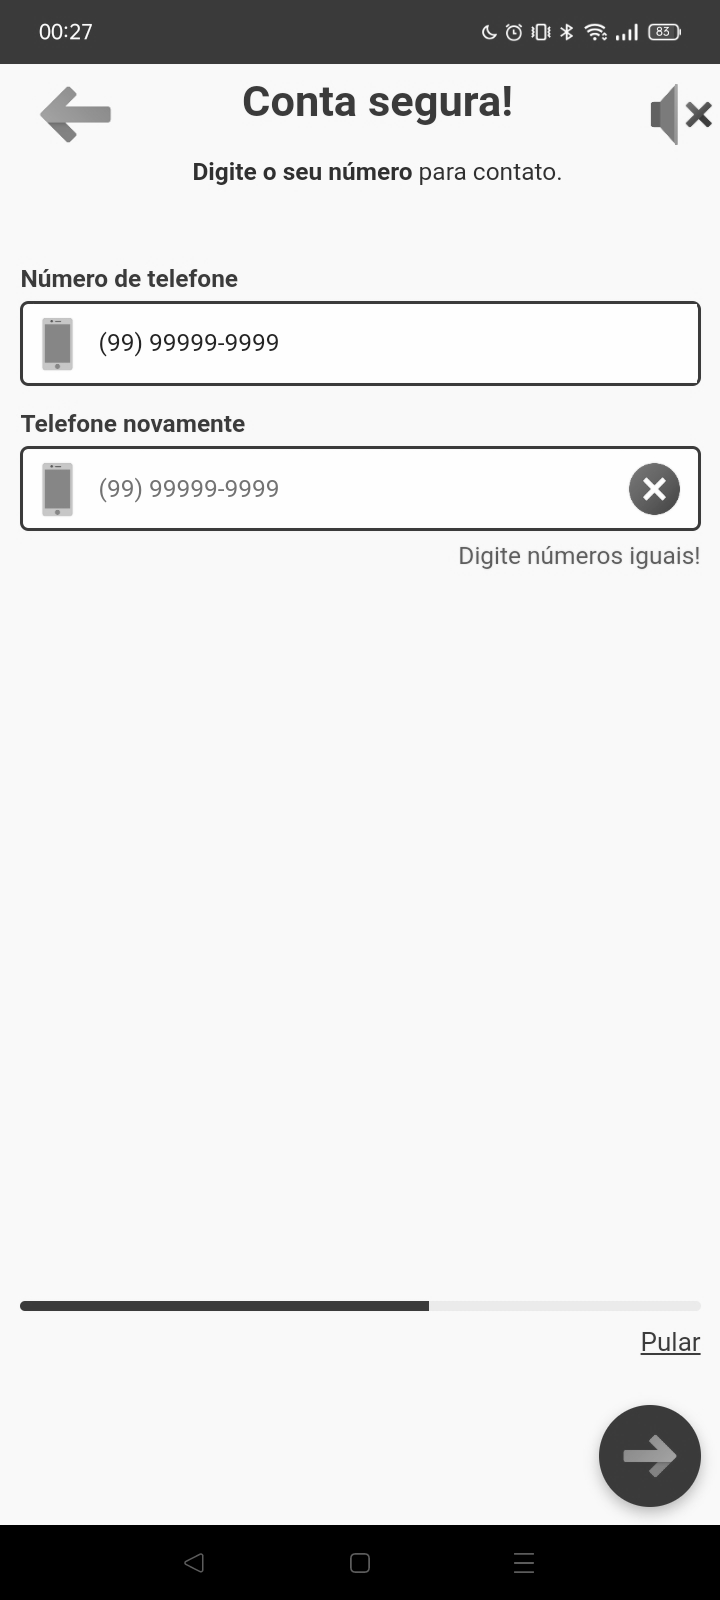 00:27
83
Conta segura!
Digite o seu número para contato.
Número de telefone
(99) 99999-9999
Telefone novamente
(99) 99999-9999
Digite números iguais!
Pular